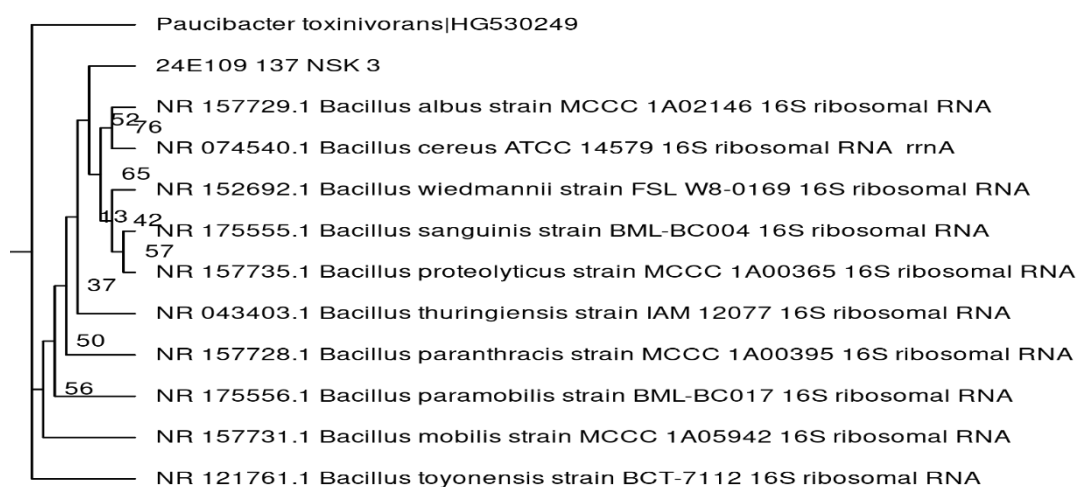 Paucibacter toxinivorans|HG530249
24E109 137 NSK 3
NR 157729.1 Bacillus albus strain MCCC 1A02146 16S ribosomal RNA
52
76
NR 074540.1 Bacillus cereus ATCC 14579 16S ribosomal RNA rrnA
65
NR 152692.1 Bacillus wiedmannii strain FSL W8-0169 16S ribosomal RNA
13
42
NR 175555.1 Bacillus sanguinis strain BML-BC004 16S ribosomal RNA
57
NR 157735.1 Bacillus proteolyticus strain MCCC 1A00365 16S ribosomal RNA
37
NR 043403.1 Bacillus thuringiensis strain IAM 12077 16S ribosomal RNA
50
NR 157728.1 Bacillus paranthracis strain MCCC 1A00395 16S ribosomal RNA
56
NR 175556.1 Bacillus paramobilis strain BML-BC017 16S ribosomal RNA
NR 157731.1 Bacillus mobilis strain MCCC 1A05942 16S ribosomal RNA
NR 121761.1 Bacillus toyonensis strain BCT-7112 16S ribosomal RNA